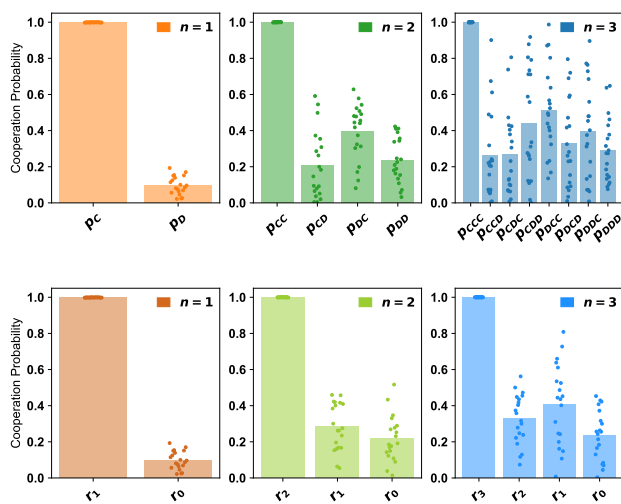 Cooperation Probability
1.0
0.8
0.6
0.4
0.2
0.0
n = 1
pC
pD
1.0
0.8
0.6
0.4
0.2
0.0
n = 2
pCC
pCD
pDC
pDD
1.0
0.8
0.6
0.4
0.2
0.0
n = 3
pCCC
pCCD
pCDC
pCDD
pDCC
pDCD
pDDC
pDDD
Cooperation Probability
1.0
0.8
0.6
0.4
0.2
0.0
n = 1
r1
r0
1.0
0.8
0.6
0.4
0.2
0.0
n = 2
r2
r1
r0
1.0
0.8
0.6
0.4
0.2
0.0
n = 3
r3
r2
r1
r0